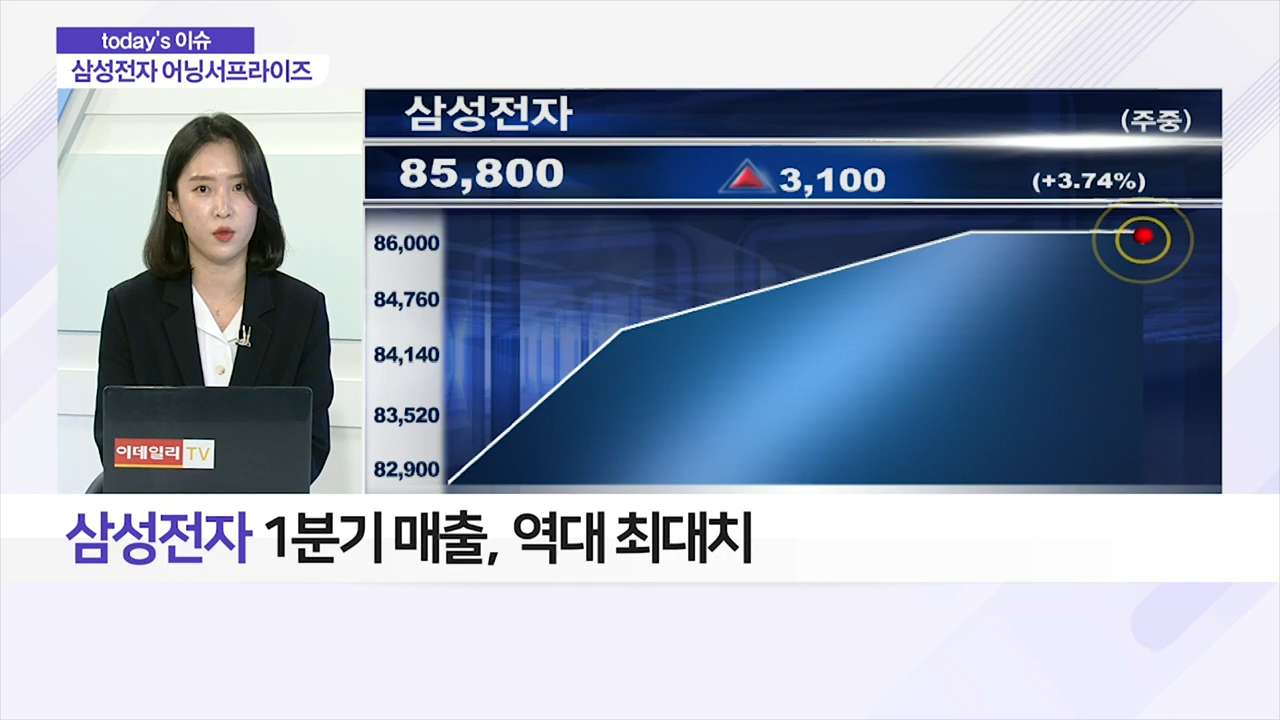 today's 이슈
삼성전자 어닝서프라이즈
삼성전자 (주중)
85,800 ▲ 3,100 (+3.74%)
86,000
84,760
84,140
83,520
82,900
이데일리 TV
삼성전자 1분기 매출, 역대 최대치